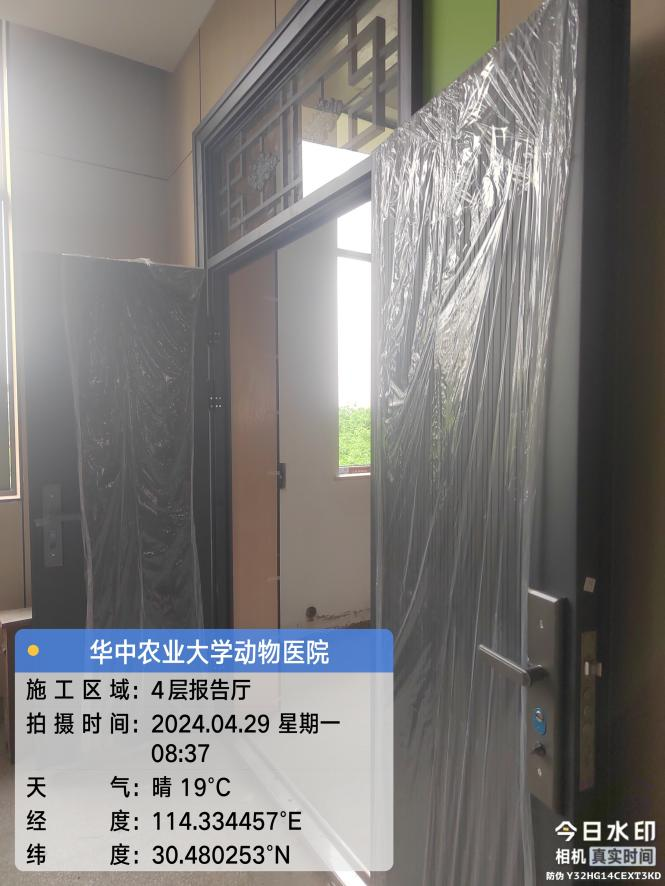 华中农业大学动物医院
施工区域：4层报告厅
拍摄时间：2024.04.29 星期一
08:37
天气：晴 19°C
经度：114.334457°E
纬度：30.480253°N
今日水印
相机 真实时间
防伪 Y32HG14CEXT3KD